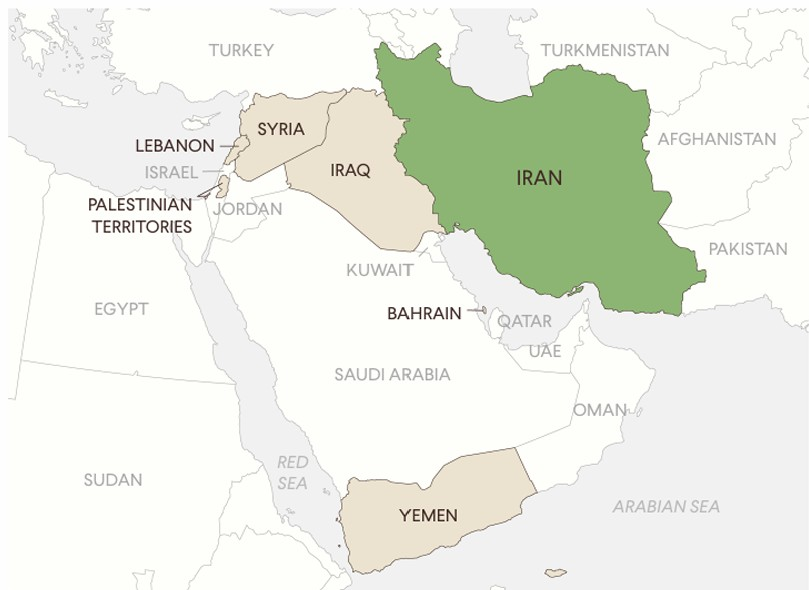 TURKEY
TURKMENISTAN
SYRIA
LEBANON
AFGHANISTAN
ISRAEL
IRAQ
IRAN
PALESTINIAN
TERRITORIES
JORDAN
PAKISTAN
KUWAIT
EGYPT
BAHRAIN
QATAR
UAE
SAUDI ARABIA
OMAN
RED
SEA
SUDAN
ARABIAN SEA
YEMEN